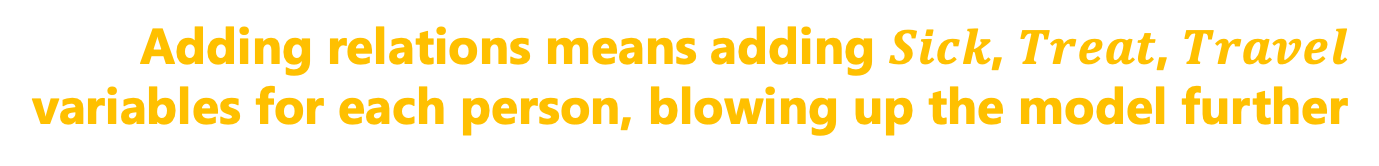 Adding relations means adding Sick, Treat, Travel
variables for each person, blowing up the model further